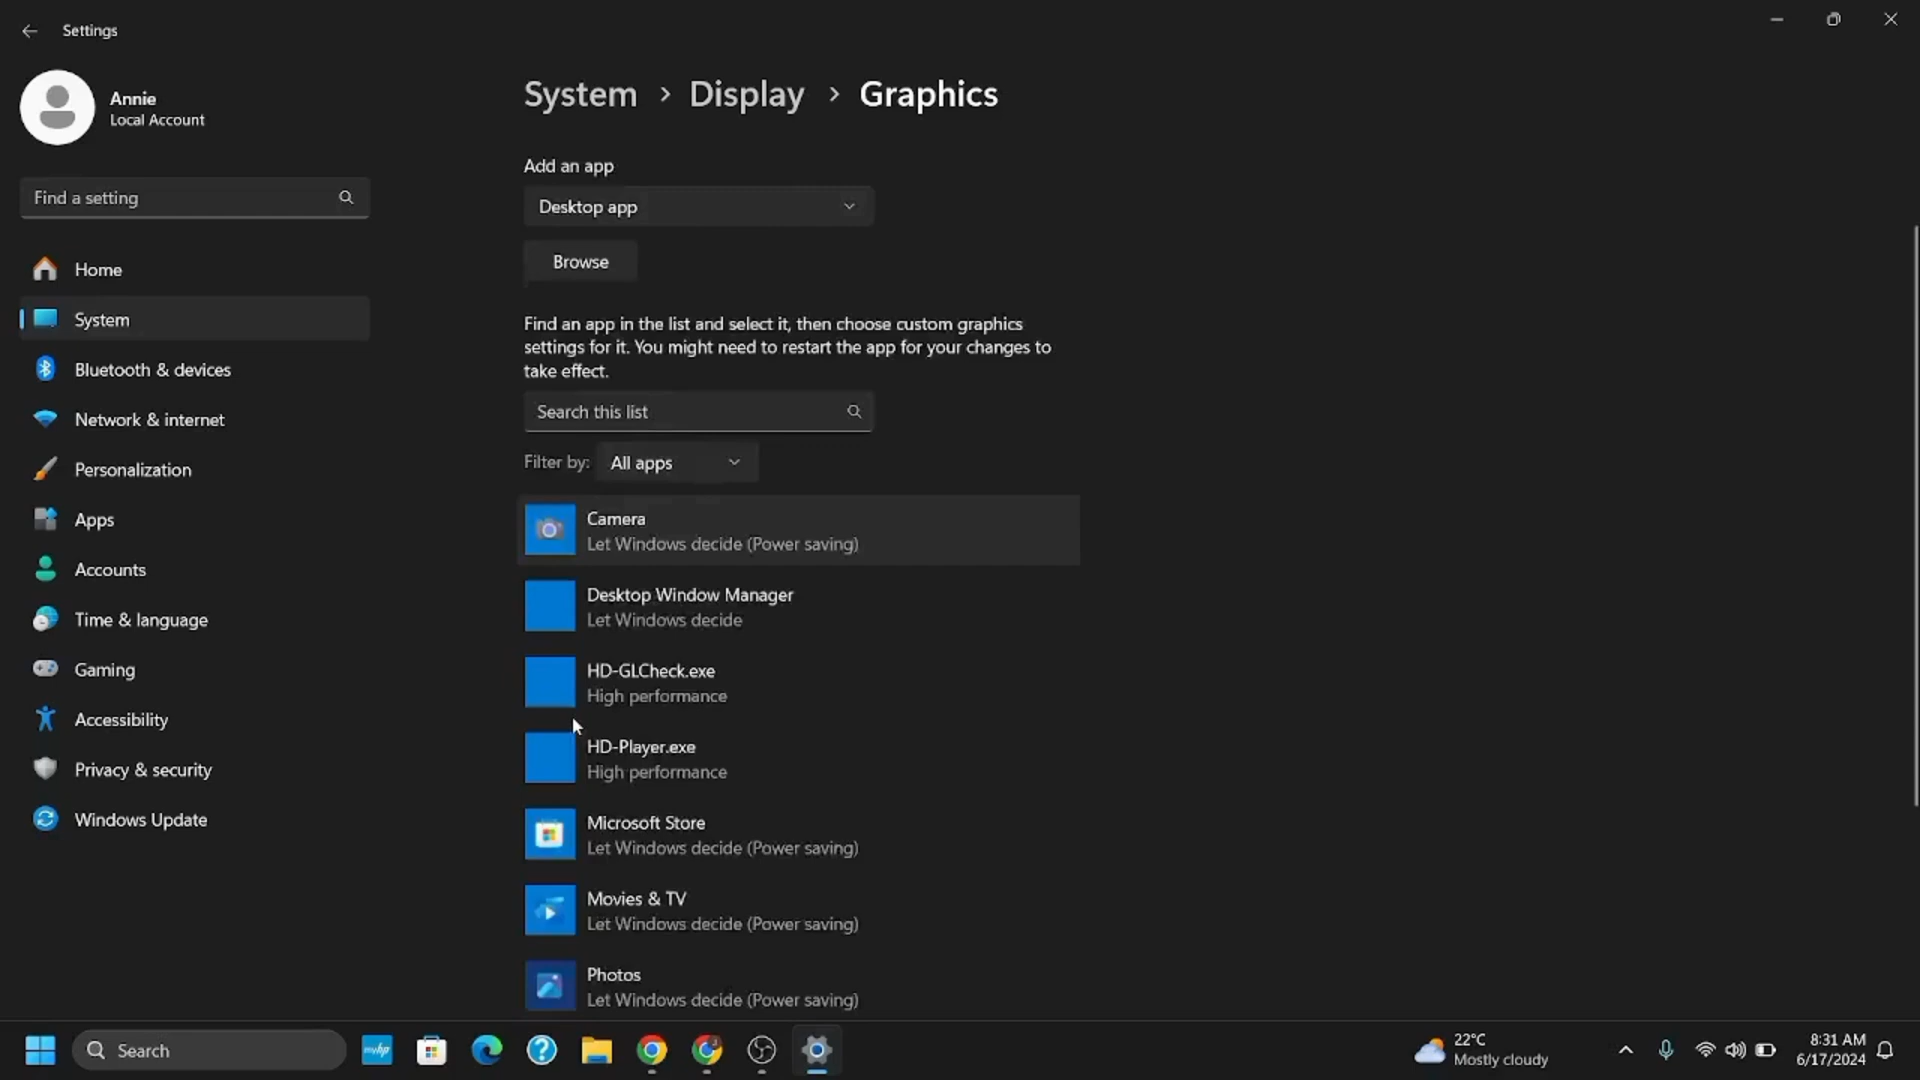 Settings
Annie
Local Account
Find a setting
Home
System
Bluetooth & devices
Network & internet
Personalization
Apps
Accounts
Time & language
Gaming
Accessibility
Privacy & security
Windows Update
System > Display > Graphics
Add an app
Desktop app
Browse
Find an app in the list and select it, then choose custom graphics
settings for it. You might need to restart the app for your changes to
take effect.
Search this list
Filter by: All apps
Camera
Let Windows decide (Power saving)
Desktop Window Manager
Let Windows decide
HD-GLCheck.exe
High performance
HD-Player.exe
High performance
Microsoft Store
Let Windows decide (Power saving)
Movies & TV
Let Windows decide (Power saving)
Photos
Let Windows decide (Power saving)
Search
myhp
22°C
Mostly cloudy
8:31 AM
6/17/2024